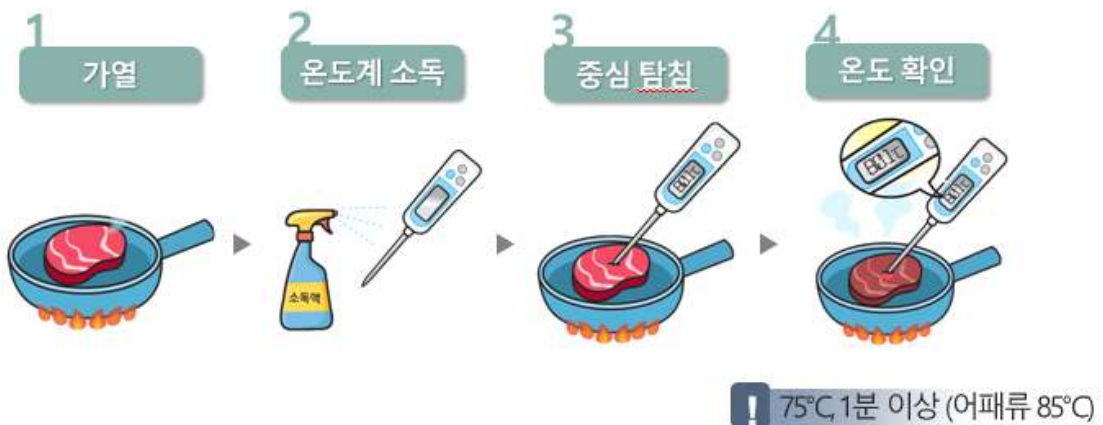 1
가열
2
온도계 소독
3
중심 탐침
4
온도 확인
소독액
75℃, 1분 이상 (어패류 85℃)